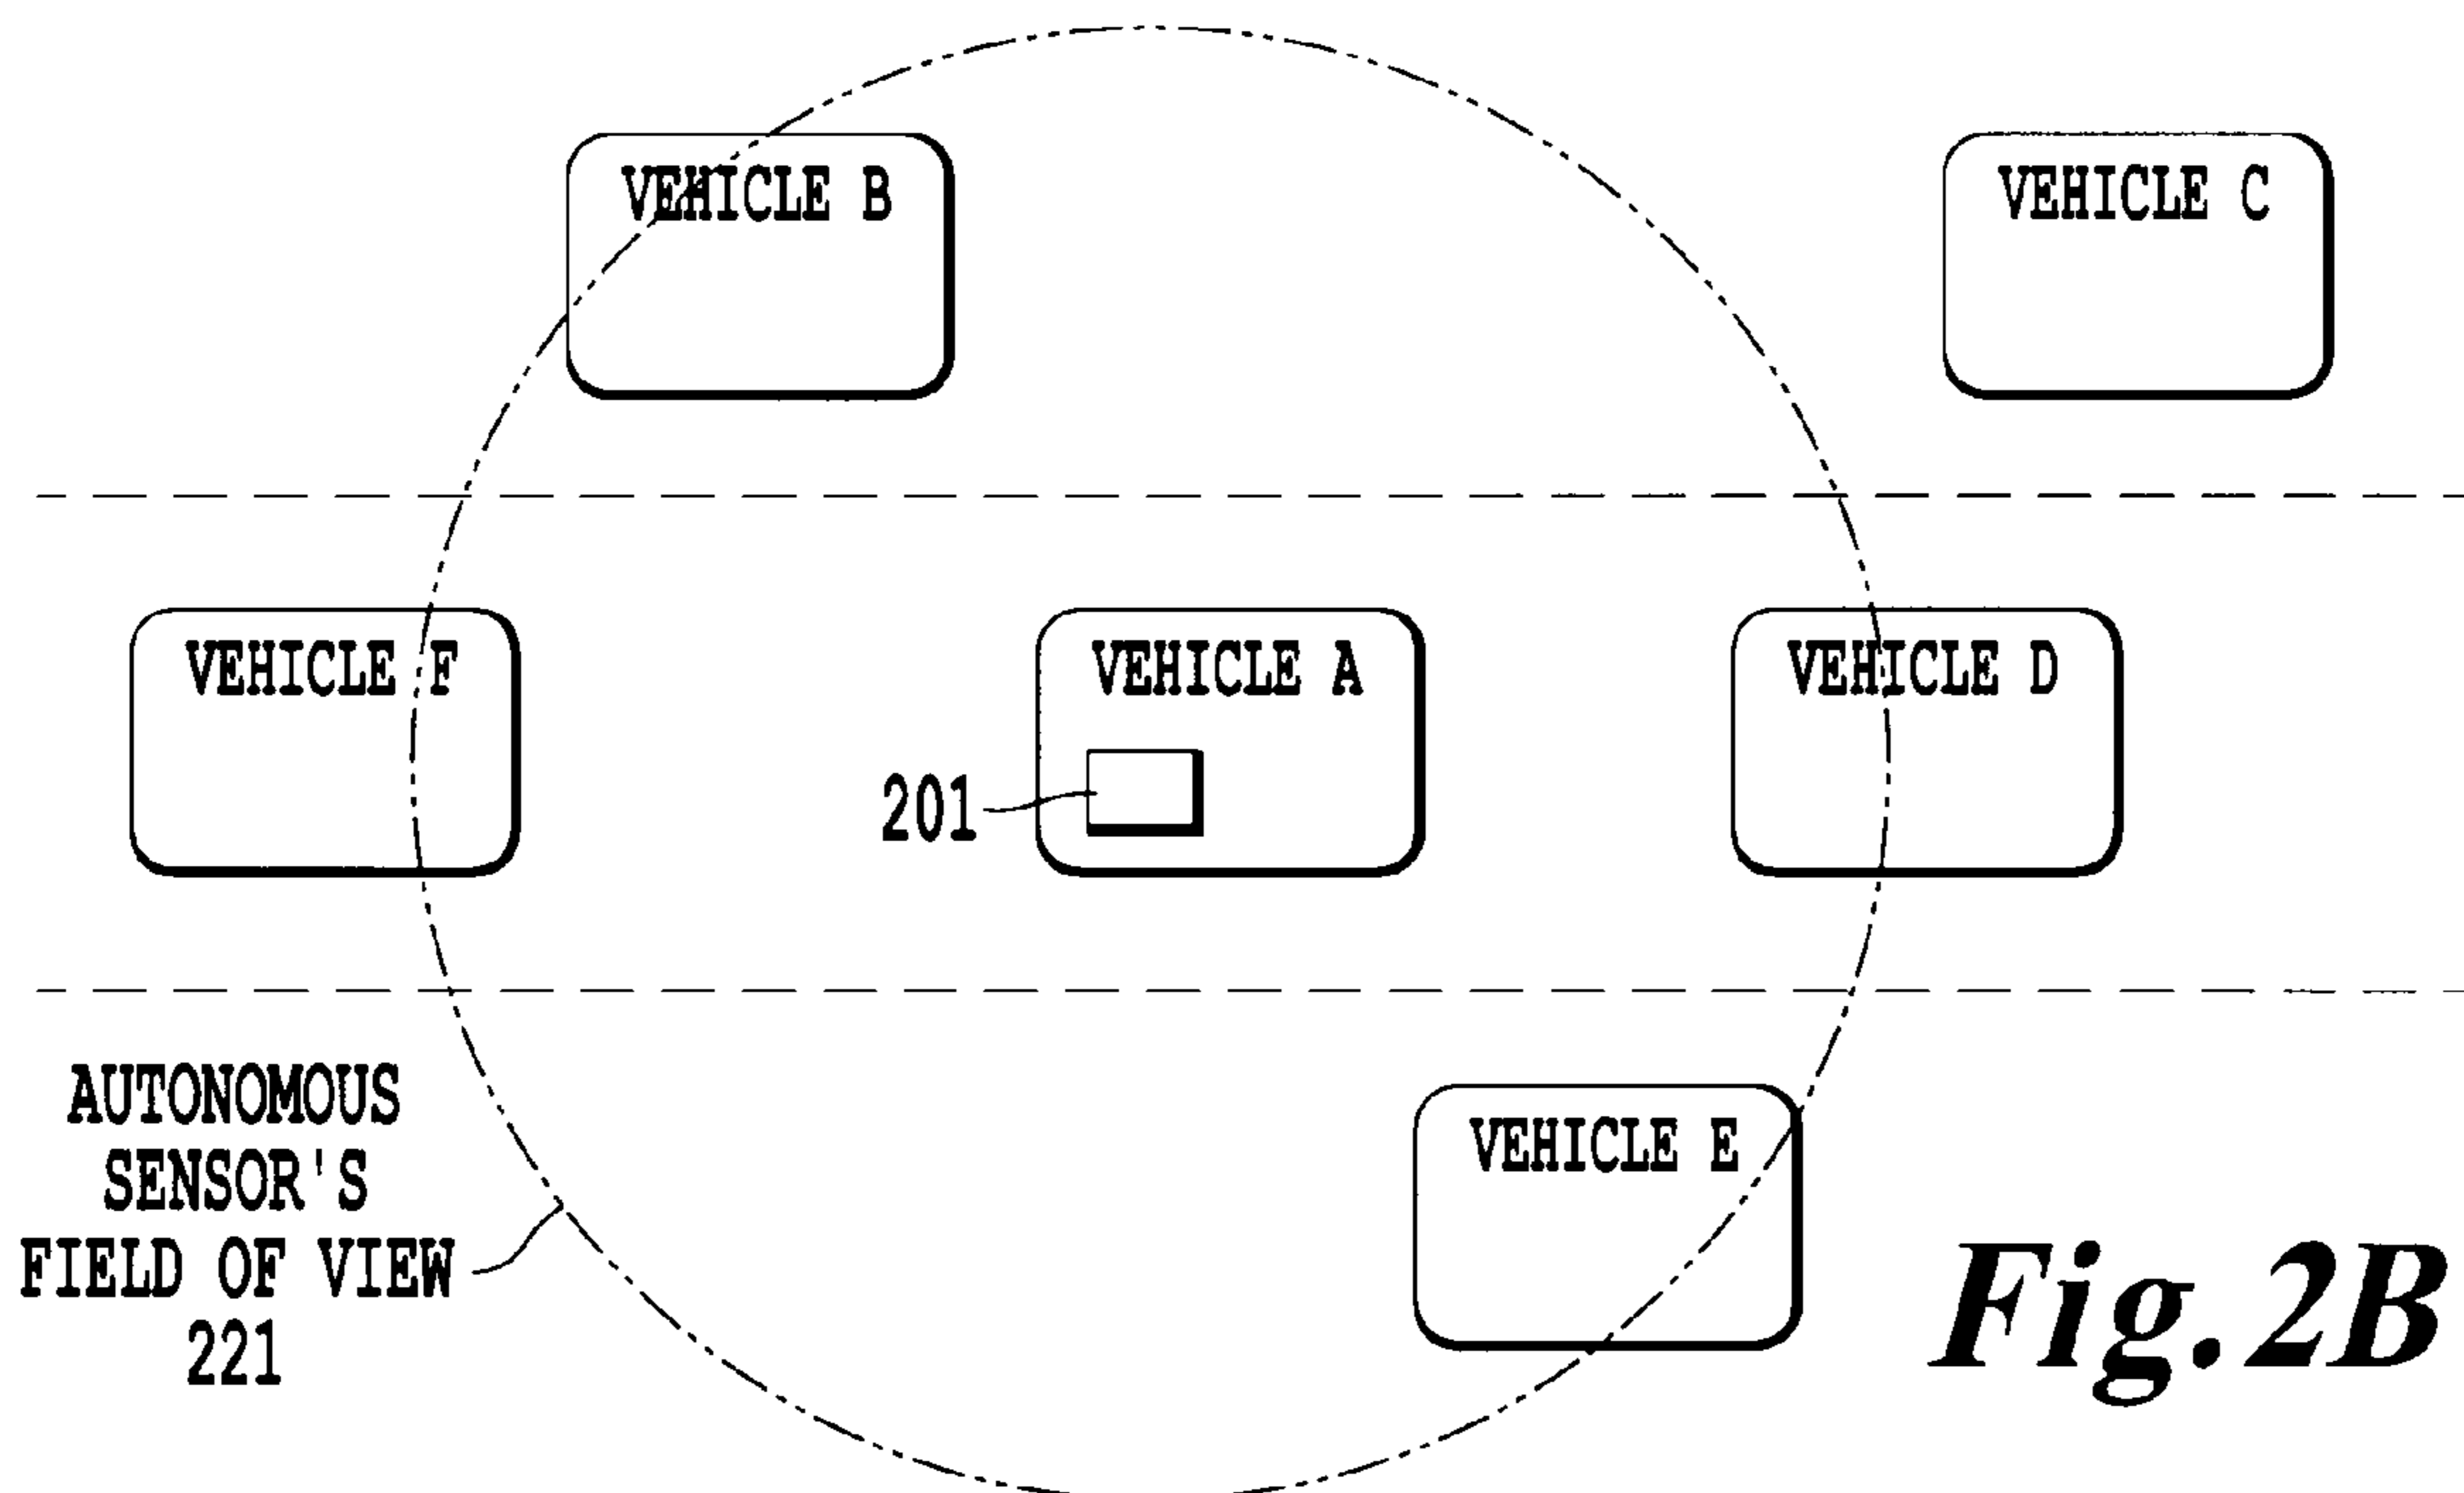 VEHICLE B
VEHICLE C
VEHICLE F
VEHICLE A
VEHICLE D
201
AUTONOMOUS
SENSOR'S
FIELD OF VIEW
221
VEHICLE E
Fig.2B